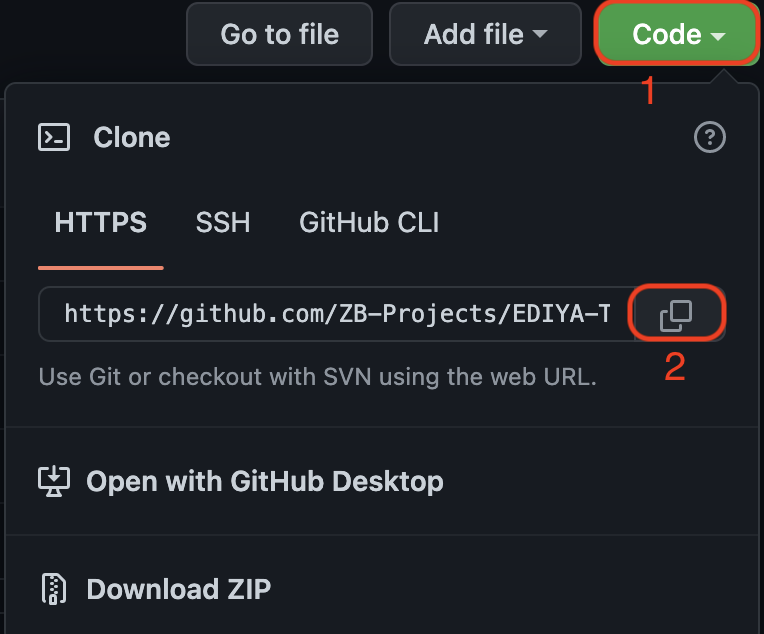 Go to file
Add file
Code
1
Clone
HTTPS
SSH
GitHub CLI
https://github.com/ZB-Projects/EDIYA-T
2
Use Git or checkout with SVN using the web URL.
Open with GitHub Desktop
Download ZIP